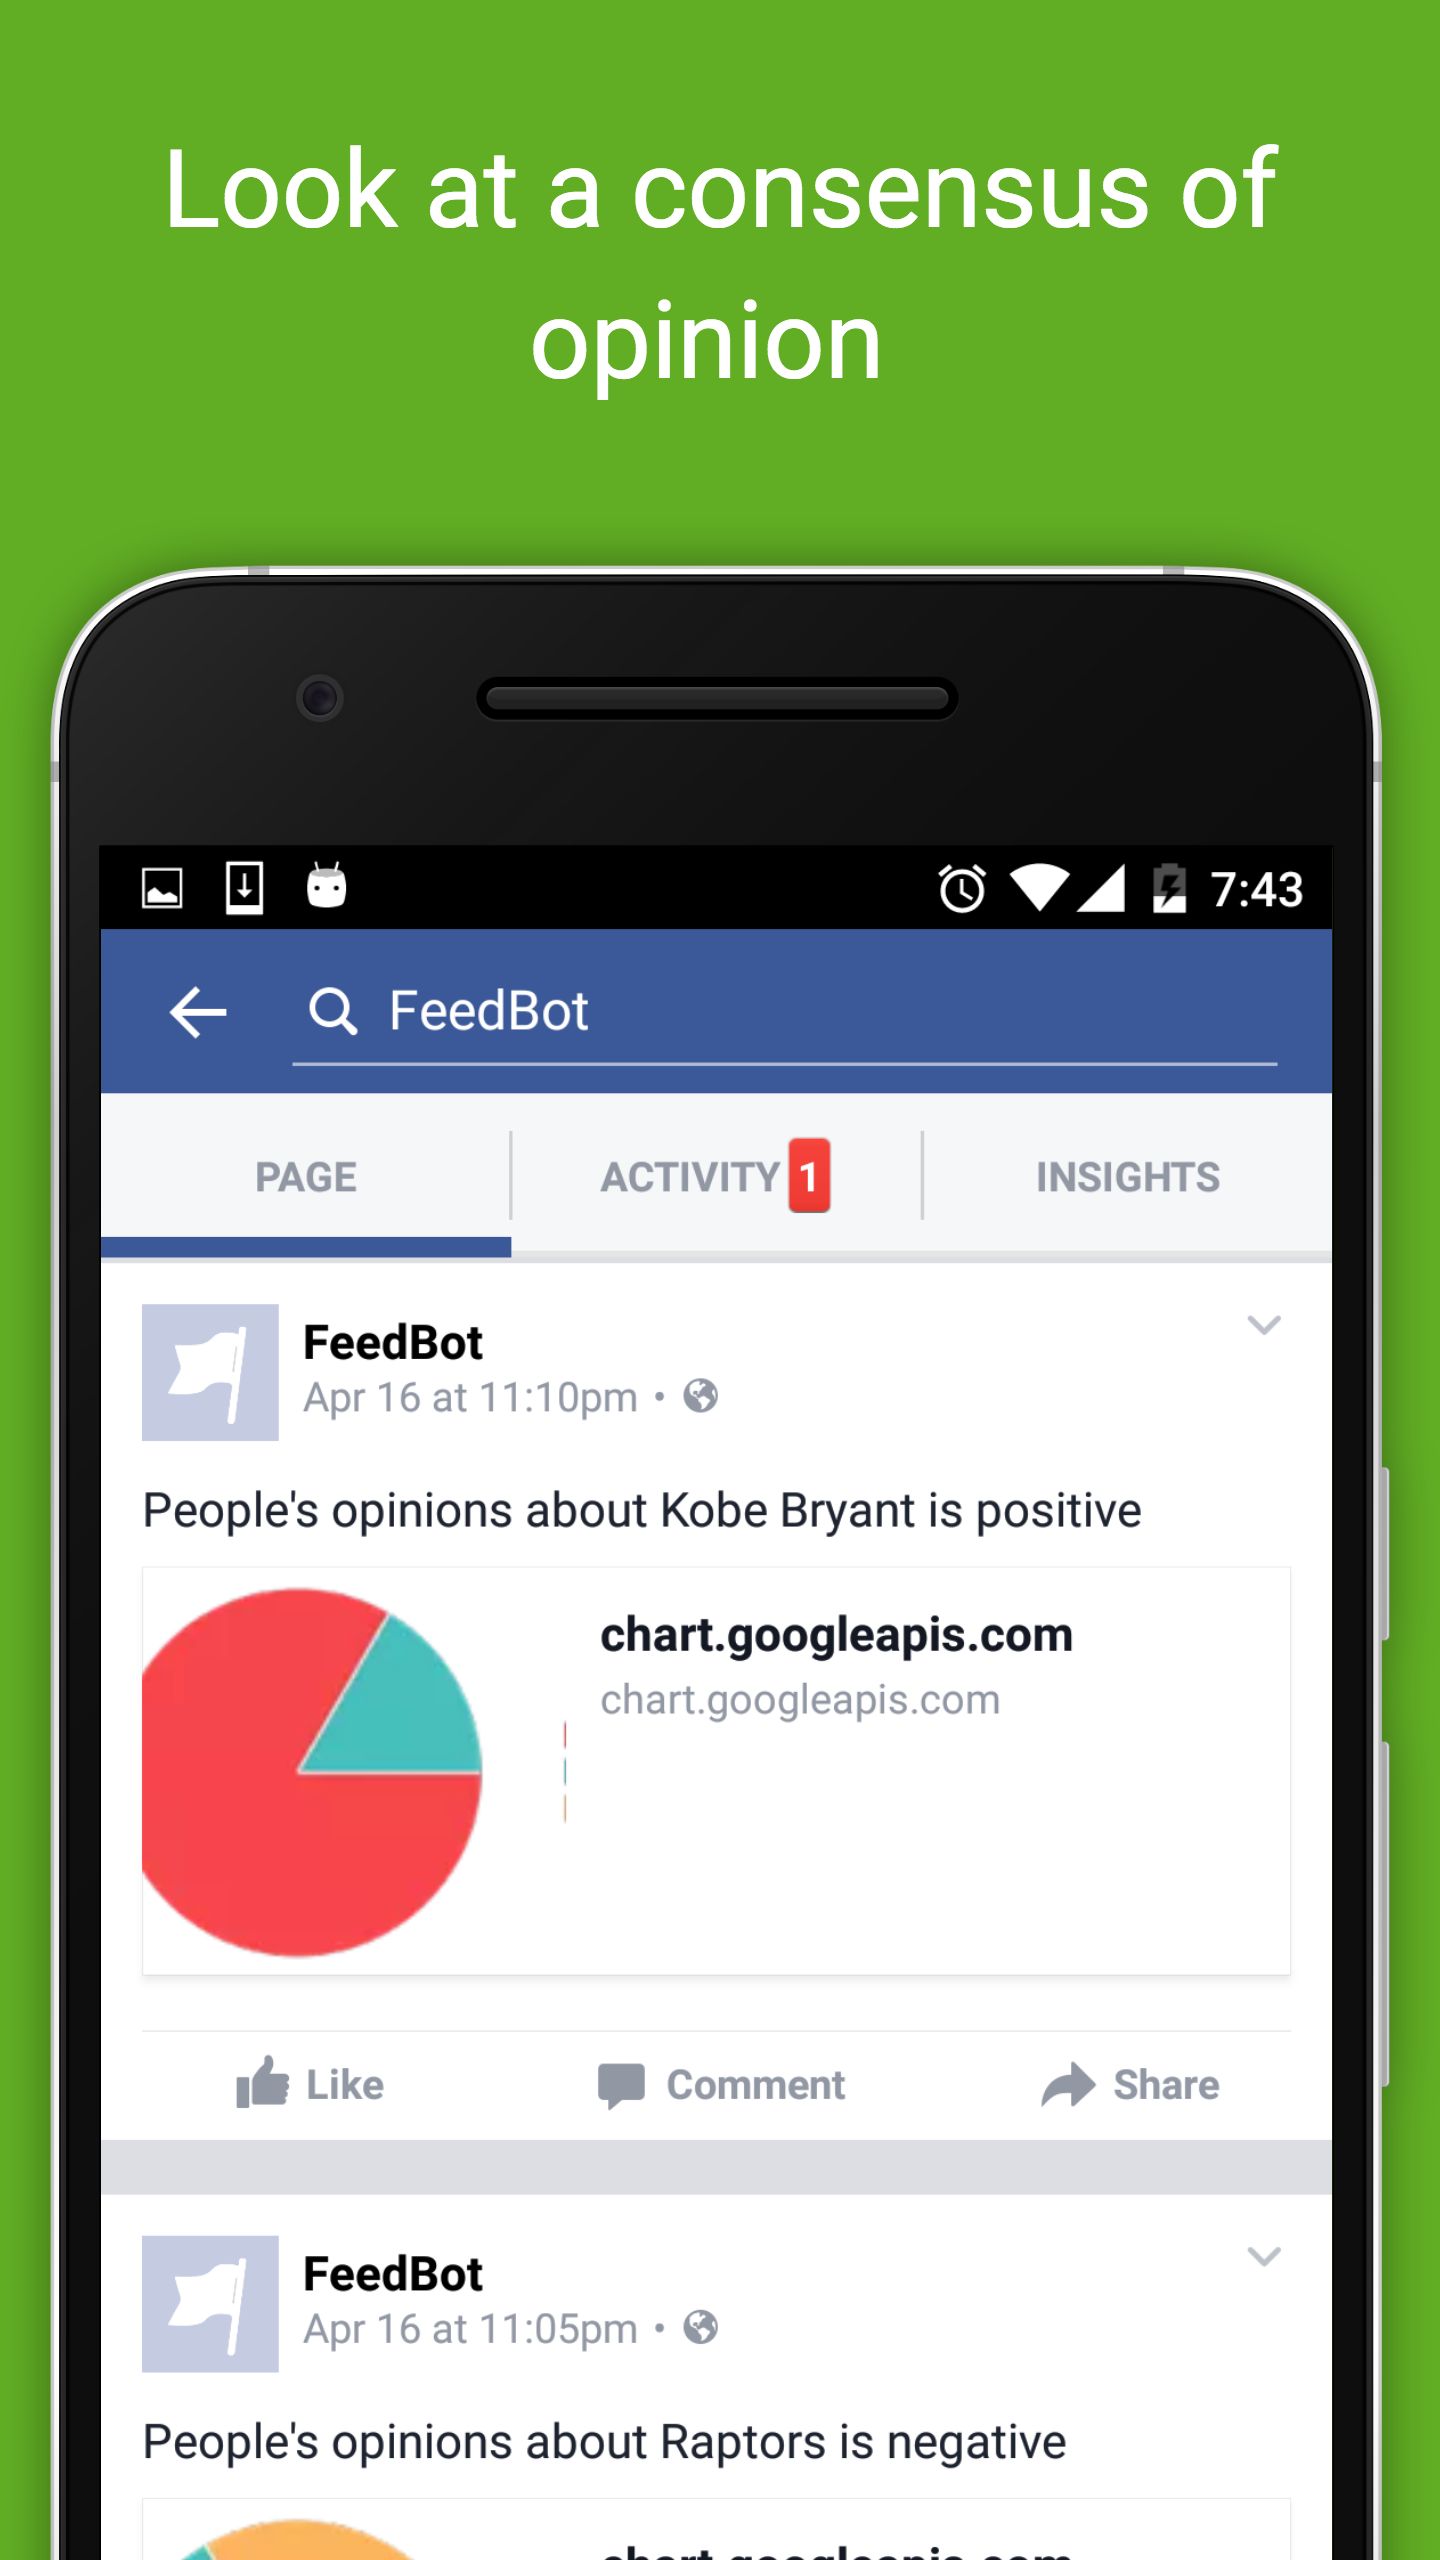 Look at a consensus of
opinion
7:43
FeedBot
PAGE
ACTIVITY 1
INSIGHTS
FeedBot
Apr 16 at 11:10pm •
People's opinions about Kobe Bryant is positive
chart.googleapis.com
chart.googleapis.com
Like
Comment
Share
FeedBot
Apr 16 at 11:05pm •
People's opinions about Raptors is negative